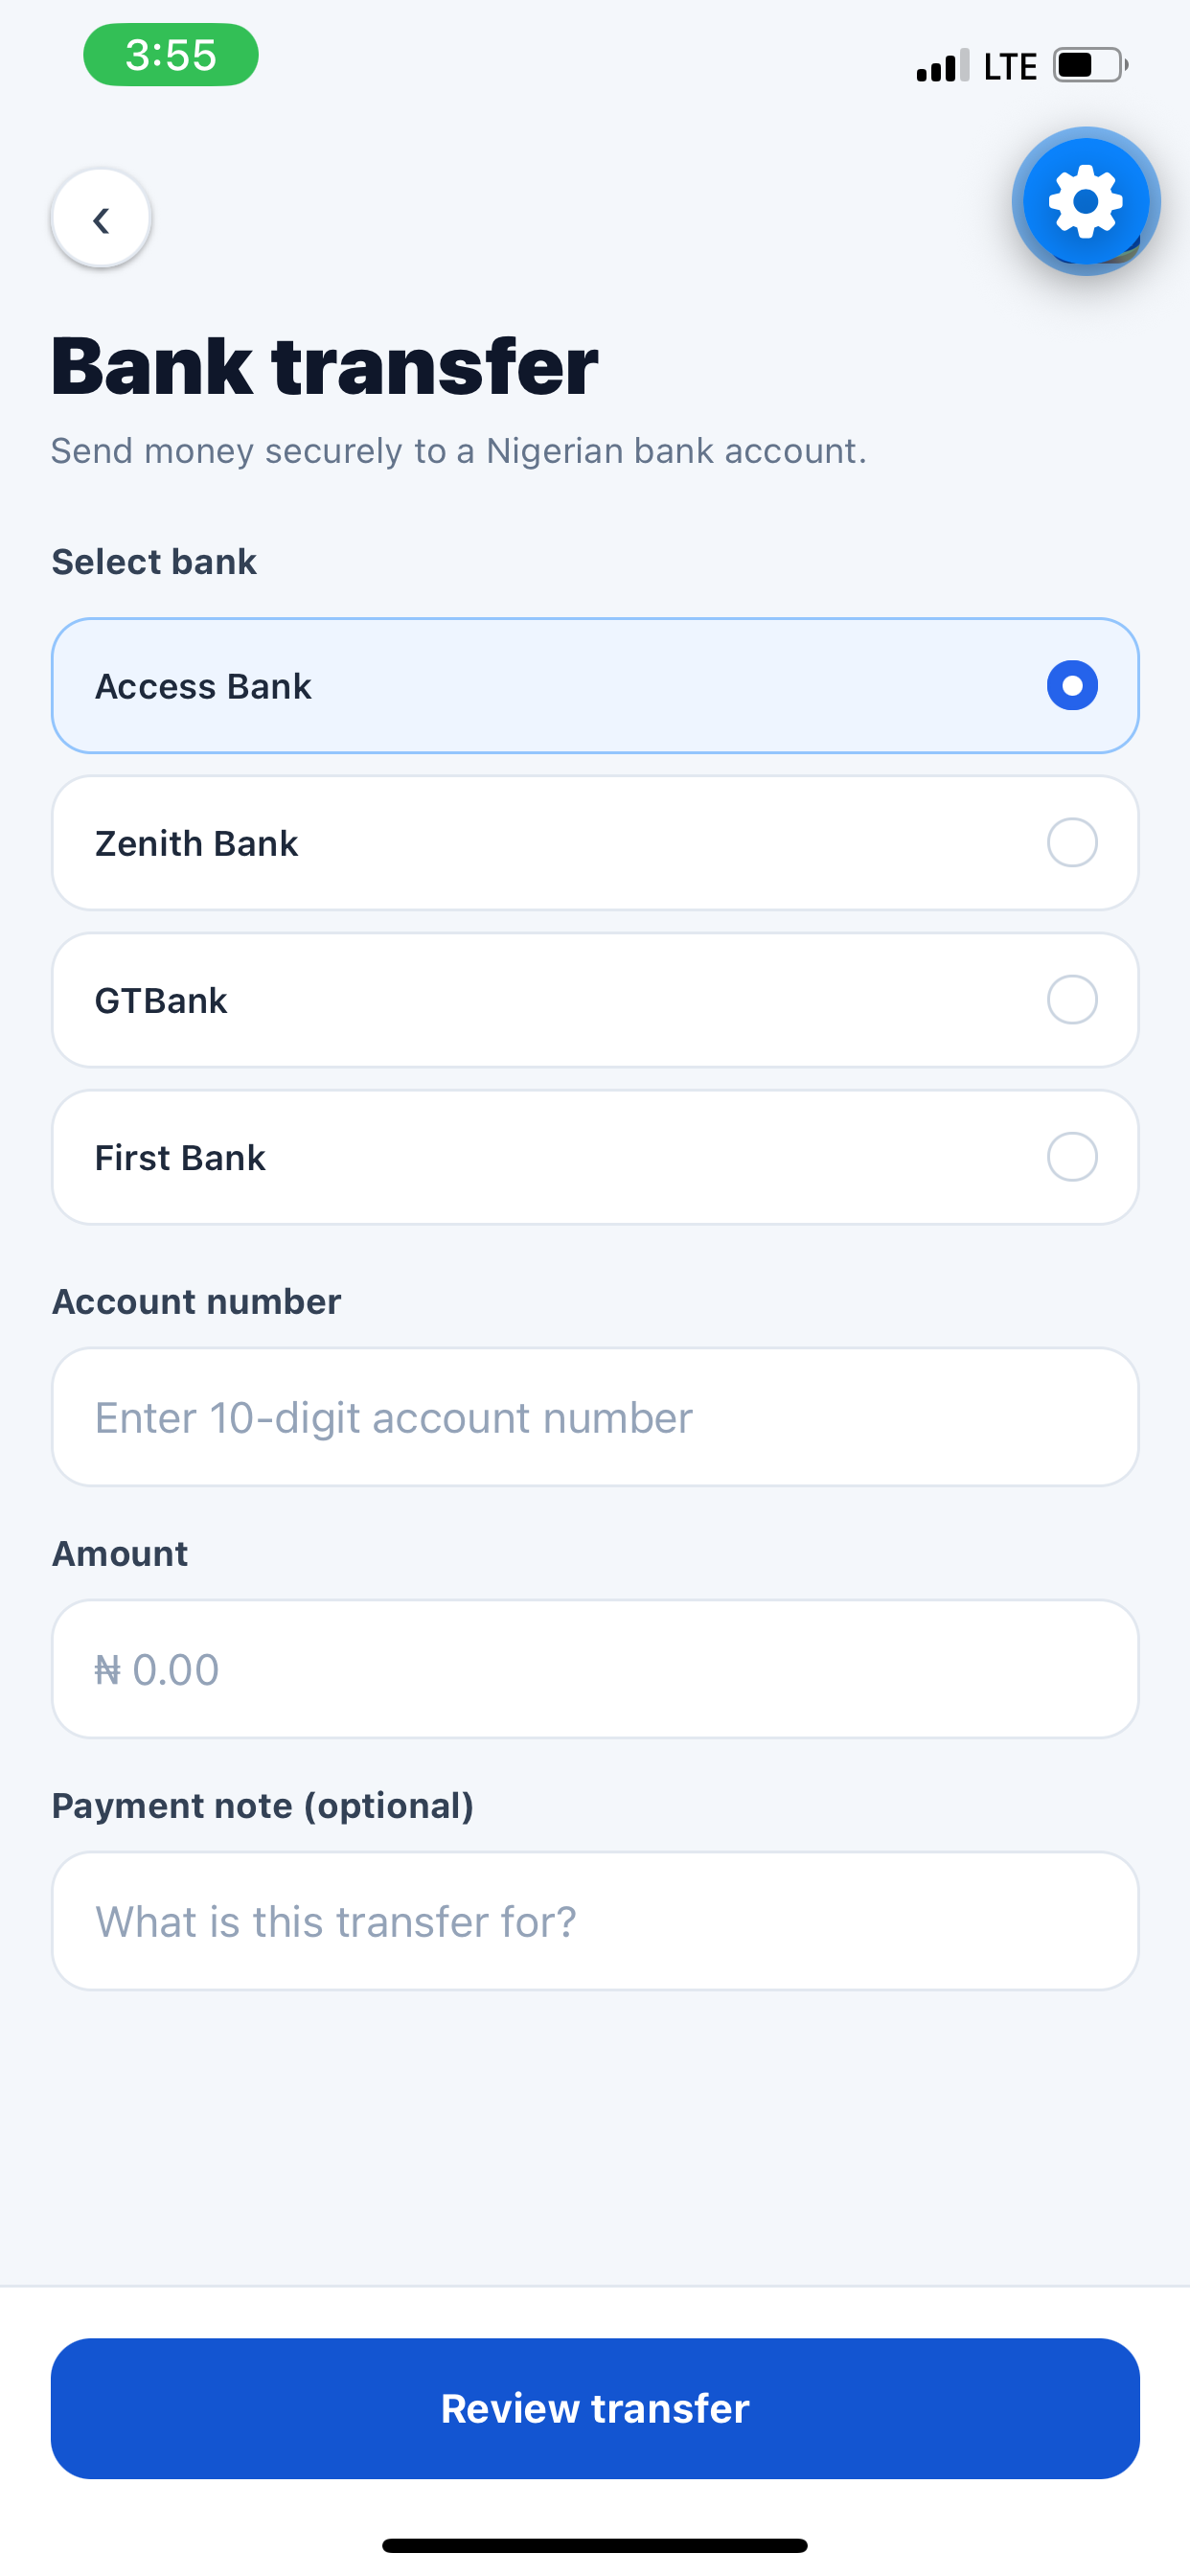 3:55
LTE
Bank transfer
Send money securely to a Nigerian bank account.
Select bank
Access Bank
Zenith Bank
GTBank
First Bank
Account number
Enter 10-digit account number
Amount
₦ 0.00
Payment note (optional)
What is this transfer for?
Review transfer